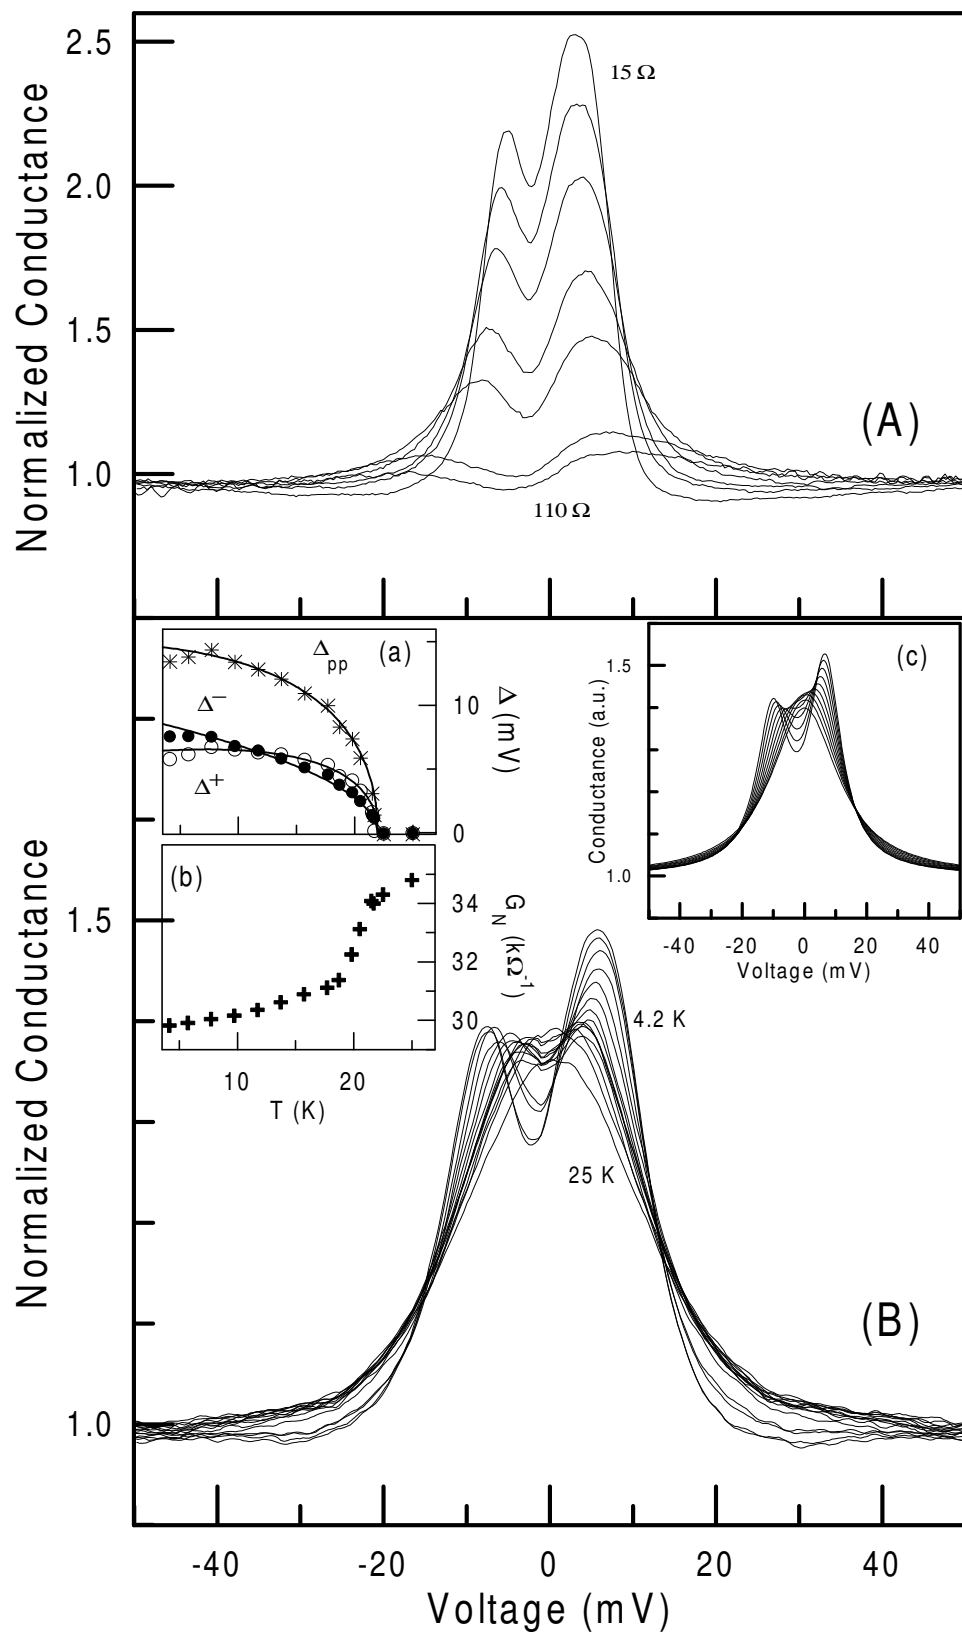 2.5
2.0
1.5
1.0
Normalized Conductance
15 Ω
110 Ω
(A)
(a)
Δpp
Δ−
Δ+
10
0
Δ (mV)
(b)
34
32
30
G_N (kΩ⁻¹)
10 20
T (K)
(c)
1.5
1.0
Conductance (a.u.)
-40 -20 0 20 40
Voltage (mV)
1.5
1.0
Normalized Conductance
4.2 K
25 K
(B)
-40 -20 0 20 40
Voltage (mV)